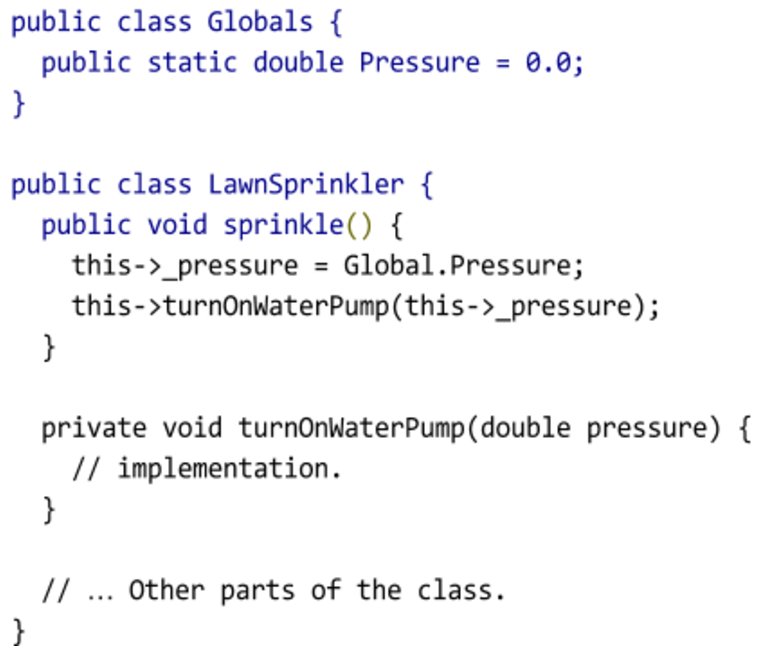 public class Globals {
  public static double Pressure = 0.0;
}

public class LawnSprinkler {
  public void sprinkle() {
    this->_pressure = Global.Pressure;
    this->turnOnWaterPump(this->_pressure);
  }

  private void turnOnWaterPump(double pressure) {
    // implementation.
  }

  // … Other parts of the class.
}